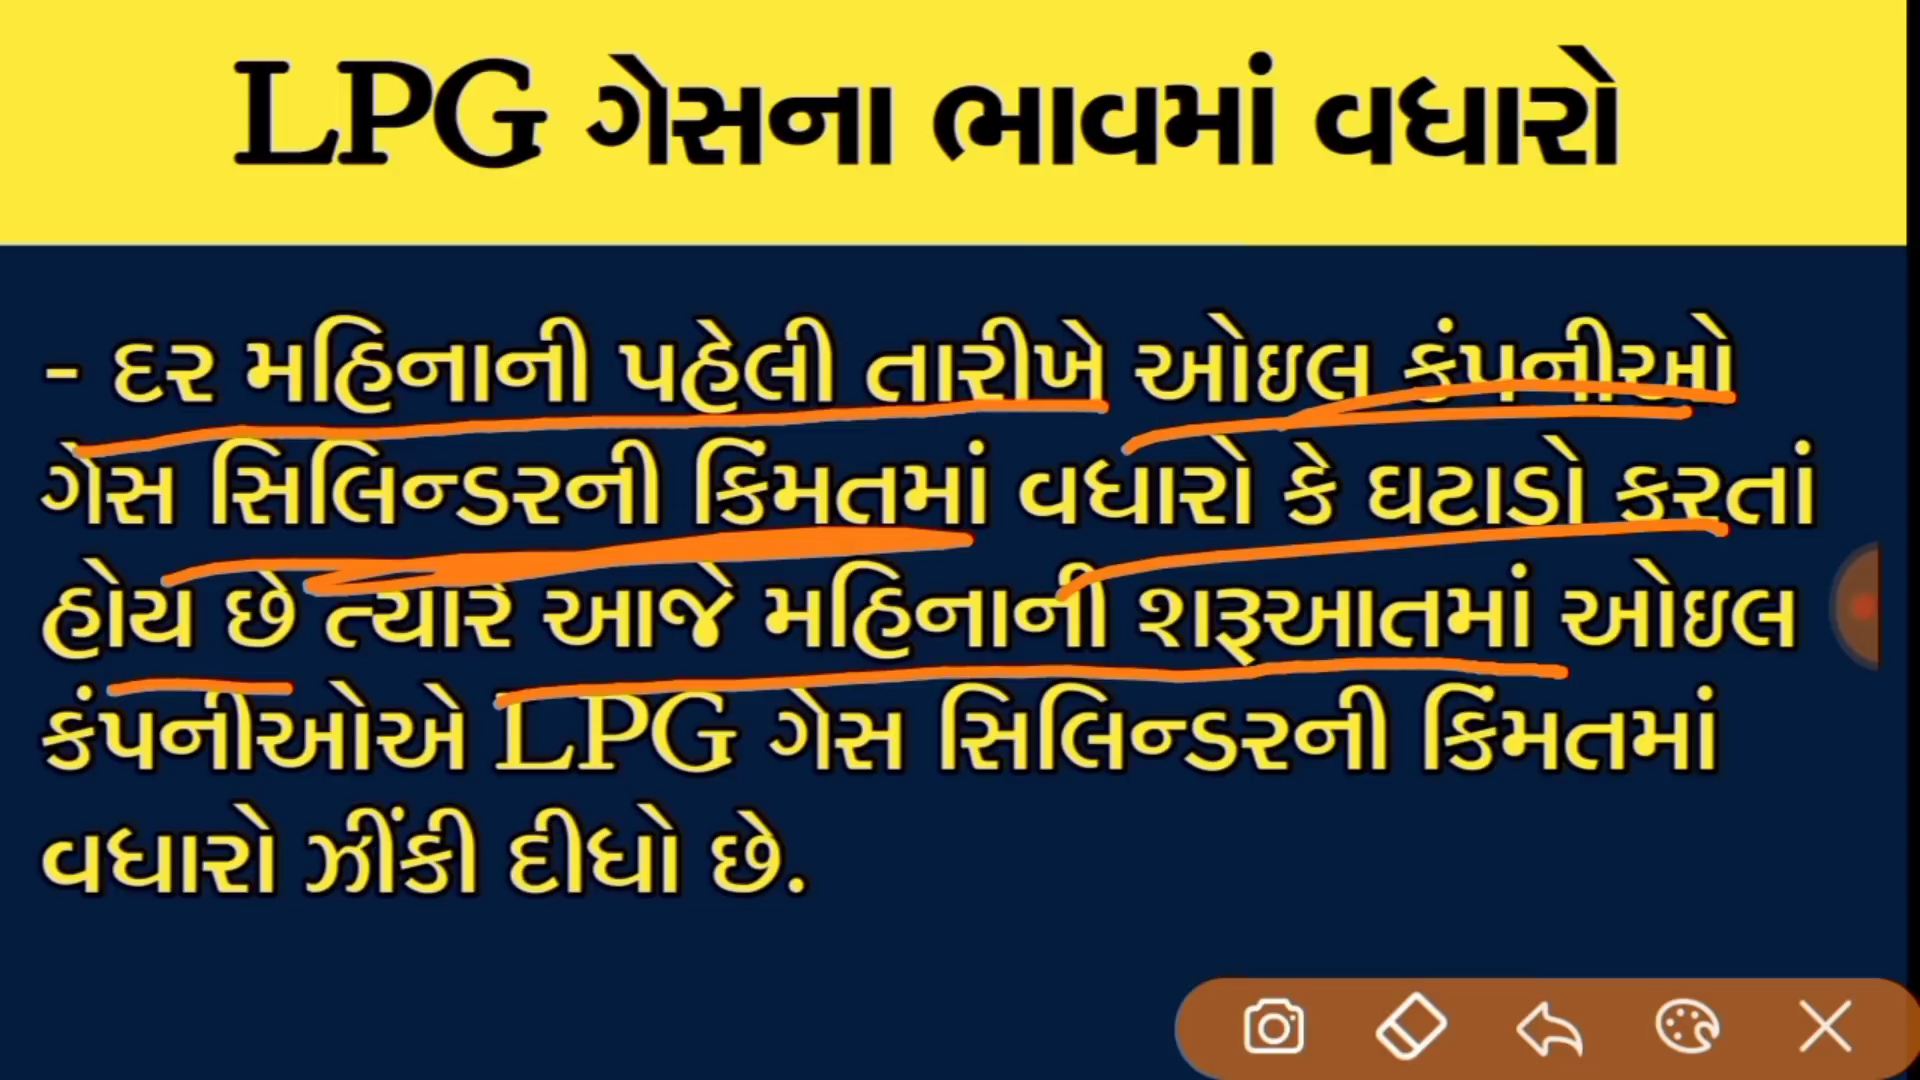 LPG ગેસના ભાવમાં વધારો
- દર મહિનાની પહેલી તારીખે ઓઇલ કંપનીઓ
ગેસ સિલિન્ડરની કિંમતમાં વધારો કે ઘટાડો કરતાં
હોય છે ત્યારે આજે મહિનાની શરૂઆતમાં ઓઇલ
કંપનીઓએ LPG ગેસ સિલિન્ડરની કિંમતમાં
વધારો ઝીંકી દીધો છે.